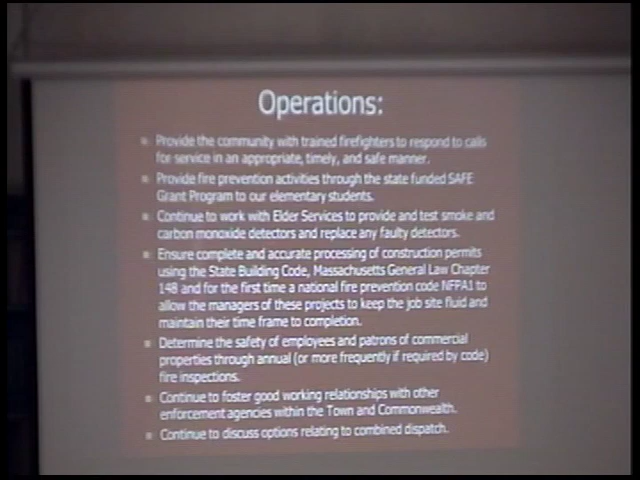 Operations:
Provide the community with trained firefighters to respond to calls
for service in an appropriate, timely, and safe manner.
Provide fire prevention activities through the state funded SAFE
Grant Program to our elementary students.
Continue to work with Elder Services to provide and test smoke and
carbon monoxide detectors and replace any faulty detectors.
Ensure complete and accurate processing of construction permits
using the State Building Code, Massachusetts General Law Chapter
148 and for the first time a national fire prevention code NFPA1 to
allow the managers of these projects to keep the job site fluid and
maintain their time frame to completion.
Determine the safety of employees and patrons of commercial
properties through annual (or more frequently if required by code)
fire inspections.
Continue to foster good working relationships with other
enforcement agencies within the Town and Commonwealth.
Continue to discuss options relating to combined dispatch.